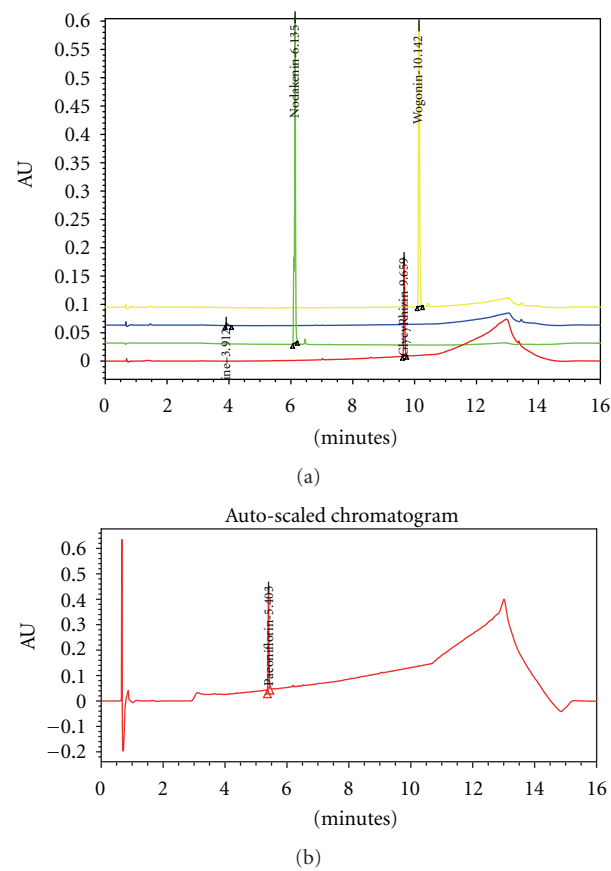 0.6
0.55
0.5
0.45
0.4
0.35
0.3
0.25
0.2
0.15
0.1
0.05
0
AU
Nodakenin-6.135
Wogonin-10.142
GlycyRhizin-9.659
ine-3.912
0 2 4 6 8 10 12 14 16
(minutes)
(a)
Auto-scaled chromatogram
0.6
0.5
0.4
0.3
0.2
0.1
0
−0.1
−0.2
AU
Paeoniflorin-5.403
0 2 4 6 8 10 12 14 16
(minutes)
(b)